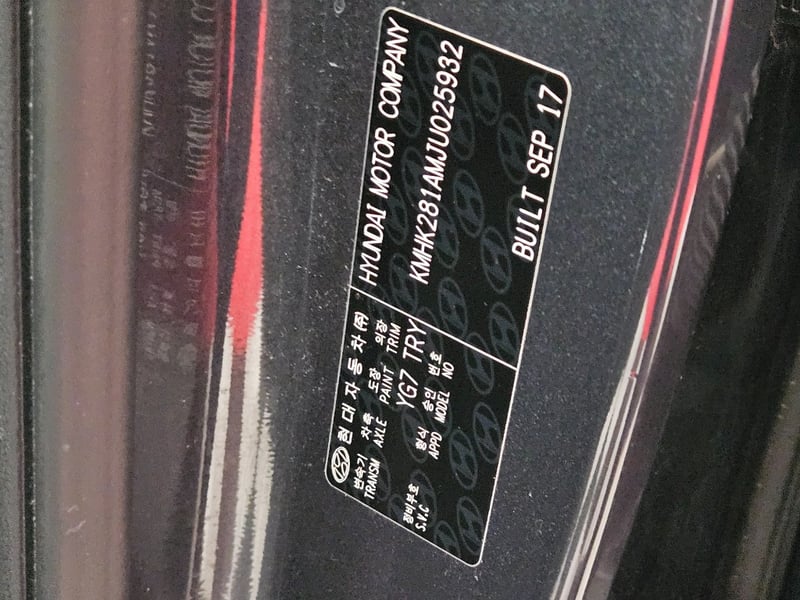 현대자동차(주)
변속기 차축 도장 외장
TRANSM AXLE PAINT TRIM
YG7 TRY
장비부호 형식 승인 번호
S.V.C APPD MODEL NO
HYUNDAI MOTOR COMPANY
KMHK281AMJU025932
BUILT SEP 17